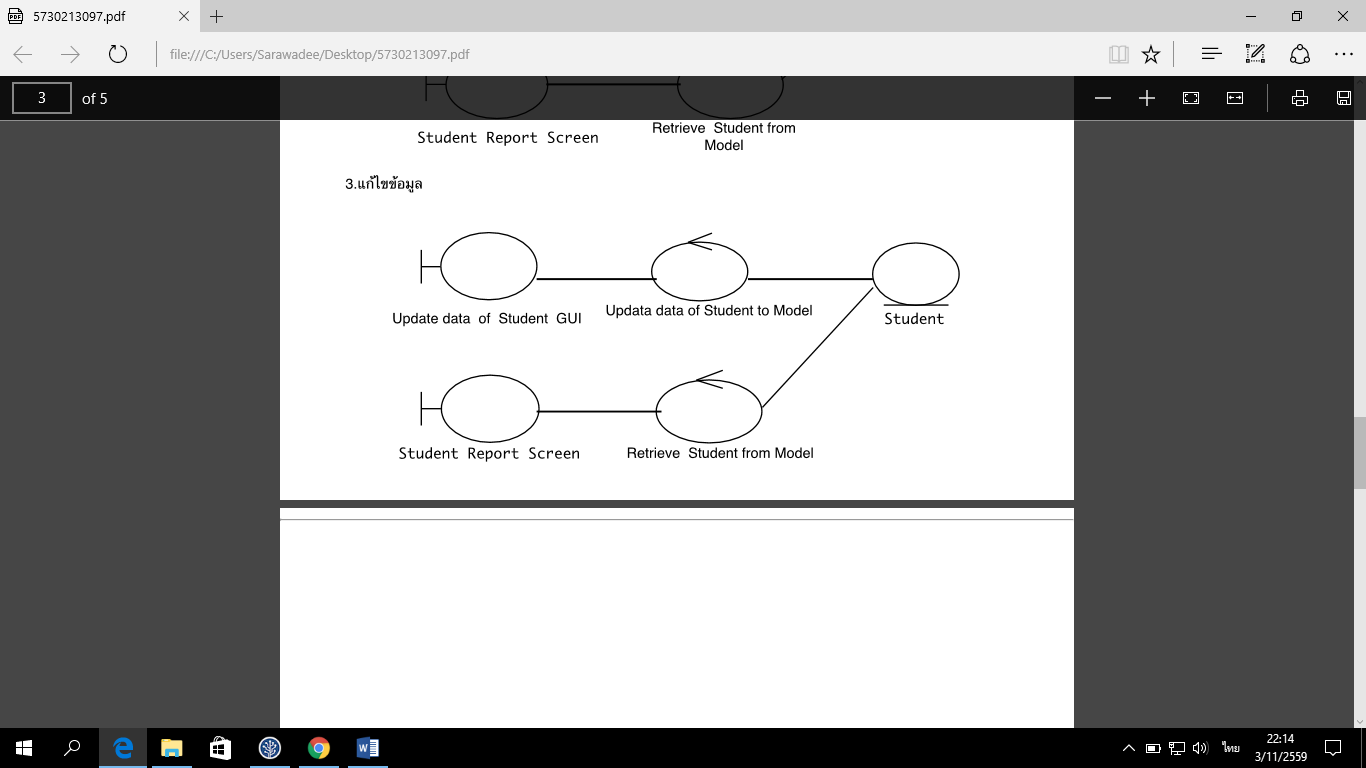 5730213097.pdf
file:///C:/Users/Sarawadee/Desktop/5730213097.pdf
3 of 5
Student Report Screen
Retrieve Student from
Model
3.แก้ไขข้อมูล
Update data of Student GUI
Updata data of Student to Model
Student
Student Report Screen
Retrieve Student from Model
ไทย
22:14
3/11/2559